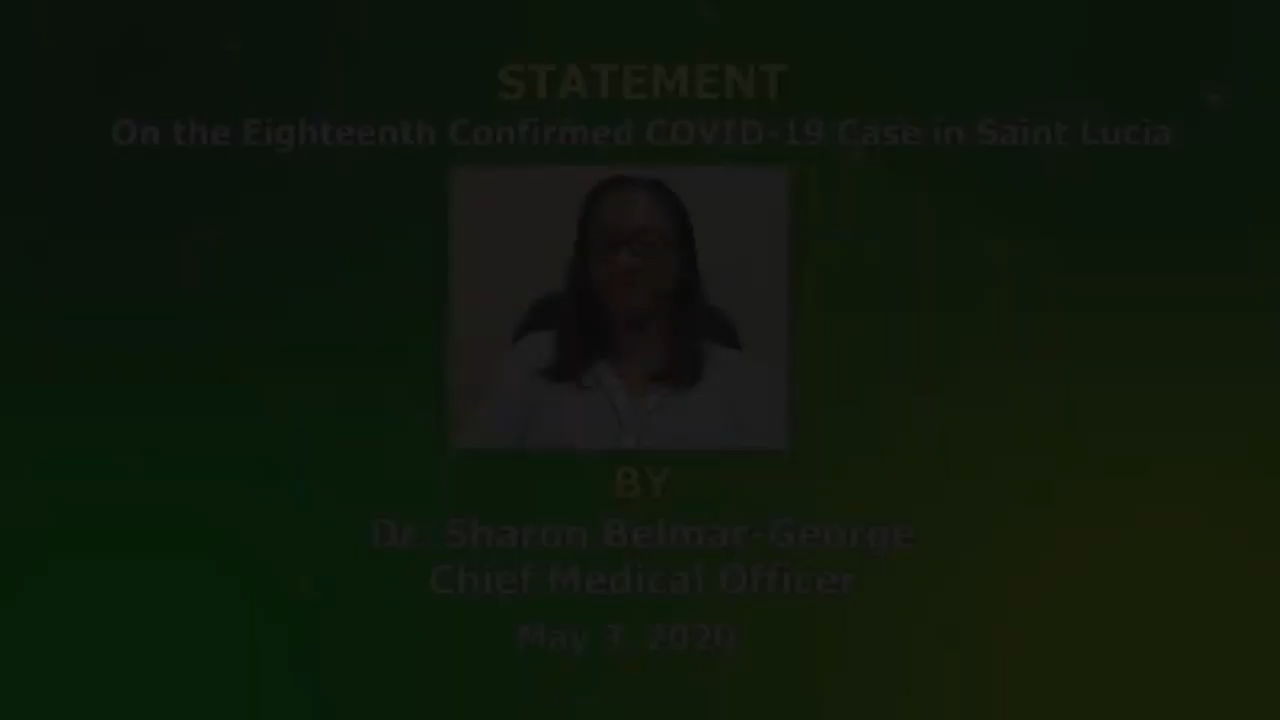 STATEMENT
On the Eighteenth Confirmed COVID-19 Case in Saint Lucia
BY
Dr. Sharon Belmar-George
Chief Medical Officer
May 3, 2020